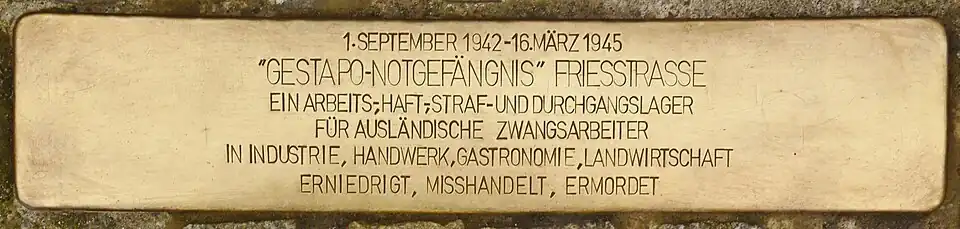 1. SEPTEMBER 1942-16. MÄRZ 1945
"GESTAPO-NOTGEFÄNGNIS" FRIESSTRASSE
EIN ARBEITS-, HAFT-, STRAF- UND DURCHGANGSLAGER
FÜR AUSLÄNDISCHE ZWANGSARBEITER
IN INDUSTRIE, HANDWERK, GASTRONOMIE, LANDWIRTSCHAFT
ERNIEDRIGT, MISSHANDELT, ERMORDET